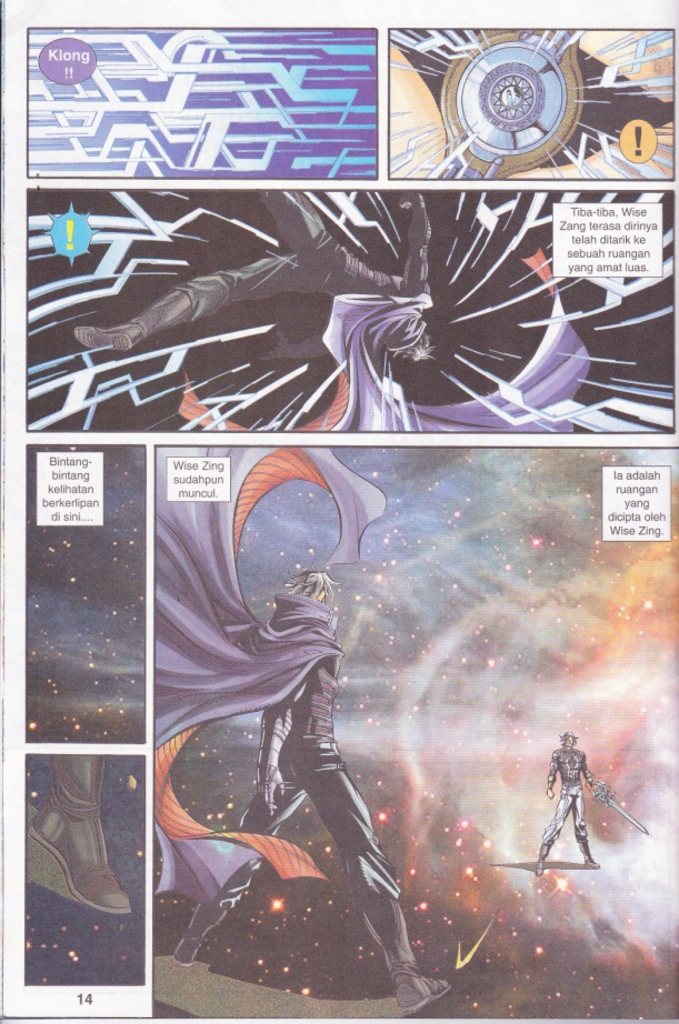 Klong
!!
!
!
Tiba-tiba, Wise
Zang terasa dirinya
telah ditarik ke
sebuah ruangan
yang amat luas.
Bintang-
bintang
kelihatan
berkerlipan
di sini....
Wise Zing
sudahpun
muncul.
Ia adalah
ruangan
yang
dicipta oleh
Wise Zing.
14